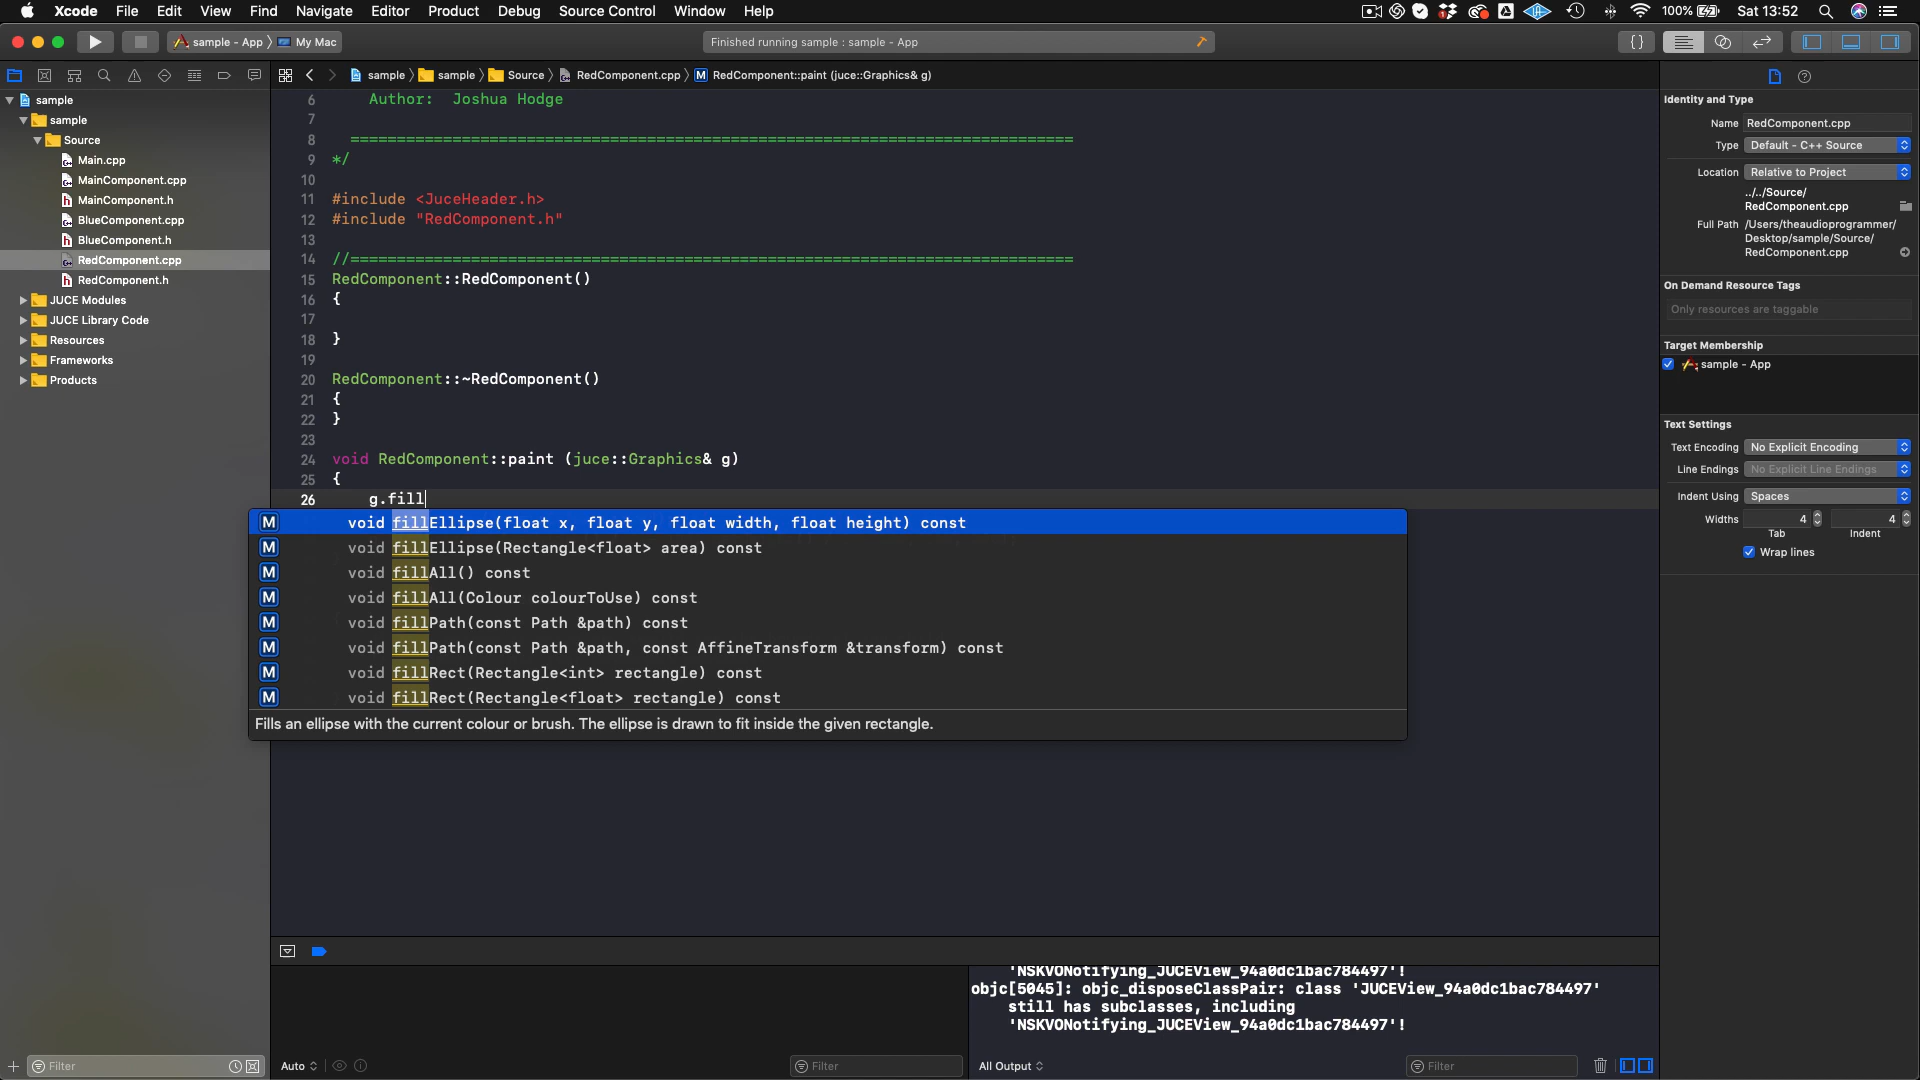 Xcode File Edit View Find Navigate Editor Product Debug Source Control Window Help 100% Sat 13:52
sample - App My Mac
Finished running sample : sample - App
sample sample Source RedComponent.cpp M RedComponent::paint (juce::Graphics& g)
sample
sample
Source
Main.cpp
MainComponent.cpp
MainComponent.h
BlueComponent.cpp
BlueComponent.h
RedComponent.cpp
RedComponent.h
JUCE Modules
JUCE Library Code
Resources
Frameworks
Products
6 Author: Joshua Hodge
7
8 ==============================================================================
9 */
10
11 #include <JuceHeader.h>
12 #include "RedComponent.h"
13
14 //==============================================================================
15 RedComponent::RedComponent()
16 {
17
18 }
19
20 RedComponent::~RedComponent()
21 {
22 }
23
24 void RedComponent::paint (juce::Graphics& g)
25 {
26 g.fill
M void fillEllipse(float x, float y, float width, float height) const
M void fillEllipse(Rectangle<float> area) const
M void fillAll() const
M void fillAll(Colour colourToUse) const
M void fillPath(const Path &path) const
M void fillPath(const Path &path, const AffineTransform &transform) const
M void fillRect(Rectangle<int> rectangle) const
M void fillRect(Rectangle<float> rectangle) const
Fills an ellipse with the current colour or brush. The ellipse is drawn to fit inside the given rectangle.
Identity and Type
Name RedComponent.cpp
Type Default - C++ Source
Location Relative to Project
../../Source/
RedComponent.cpp
Full Path /Users/theaudioprogrammer/
Desktop/sample/Source/
RedComponent.cpp
On Demand Resource Tags
Only resources are taggable
Target Membership
sample - App
Text Settings
Text Encoding No Explicit Encoding
Line Endings No Explicit Line Endings
Indent Using Spaces
Widths 4 4
Tab Indent
Wrap lines
'NSKVONotifying_JUCEView_94a0dc1bac784497'!
objc[5045]: objc_disposeClassPair: class 'JUCEView_94a0dc1bac784497'
still has subclasses, including
'NSKVONotifying_JUCEView_94a0dc1bac784497'!
Filter Auto Filter All Output Filter